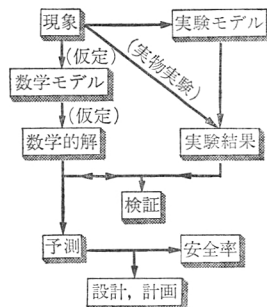 現象
実験モデル
(仮定)
(実物実験)
数学モデル
(仮定)
数学的解
実験結果
検証
予測
安全率
設計,計画